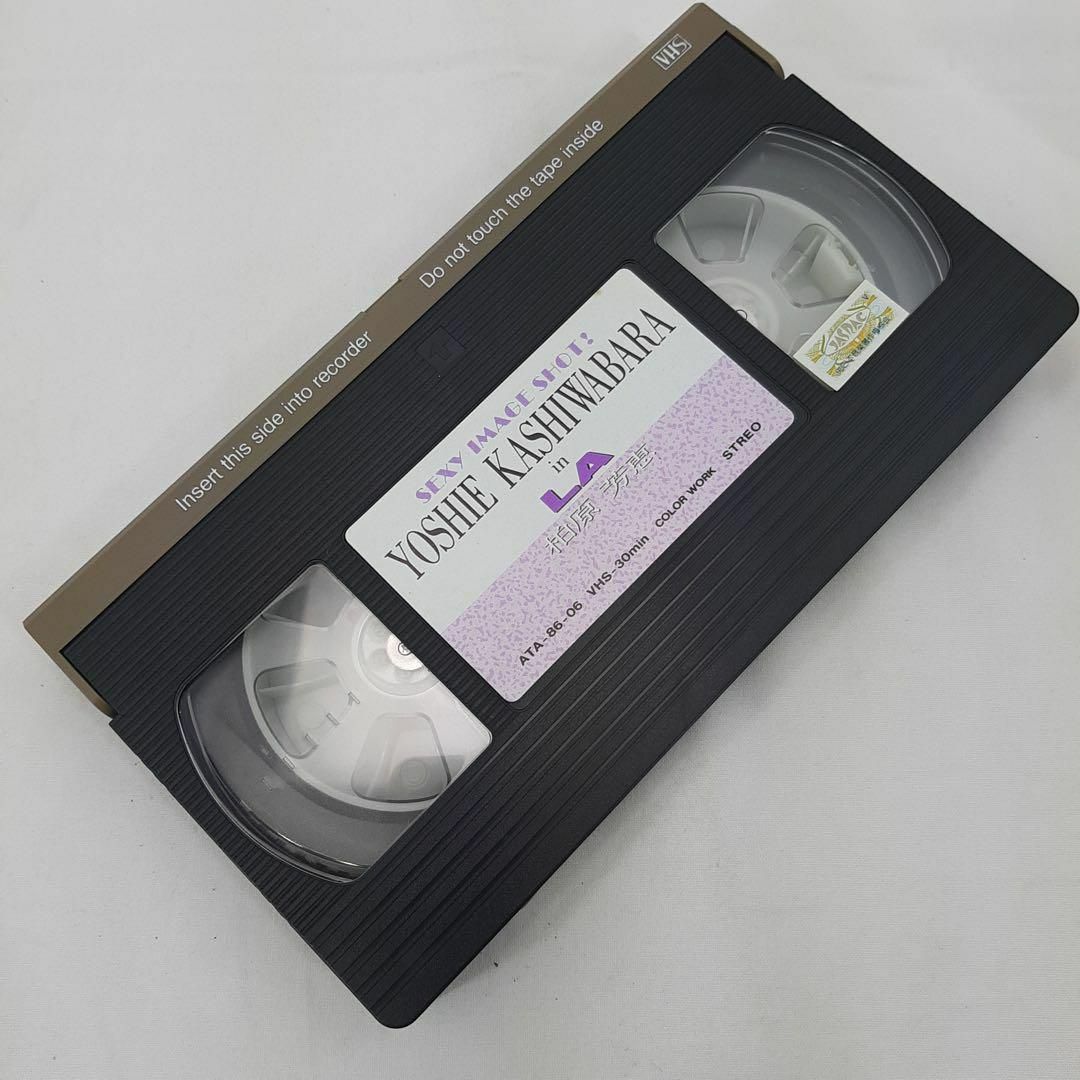 VHS
Do not touch the tape inside
Insert this side into recorder
SEXY IMAGE SHOT!
YOSHIE KASHIWABARA
in
LA
柏原 芳恵
ATA-86-06 VHS-30min COLOR WORK STREO
JASRAC